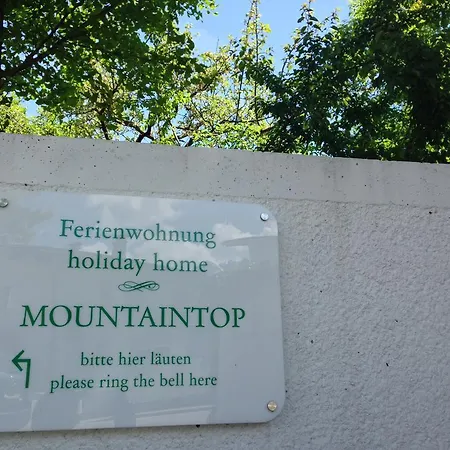 Ferienwohnung
holiday home
MOUNTAINTOP
bitte hier läuten
please ring the bell here